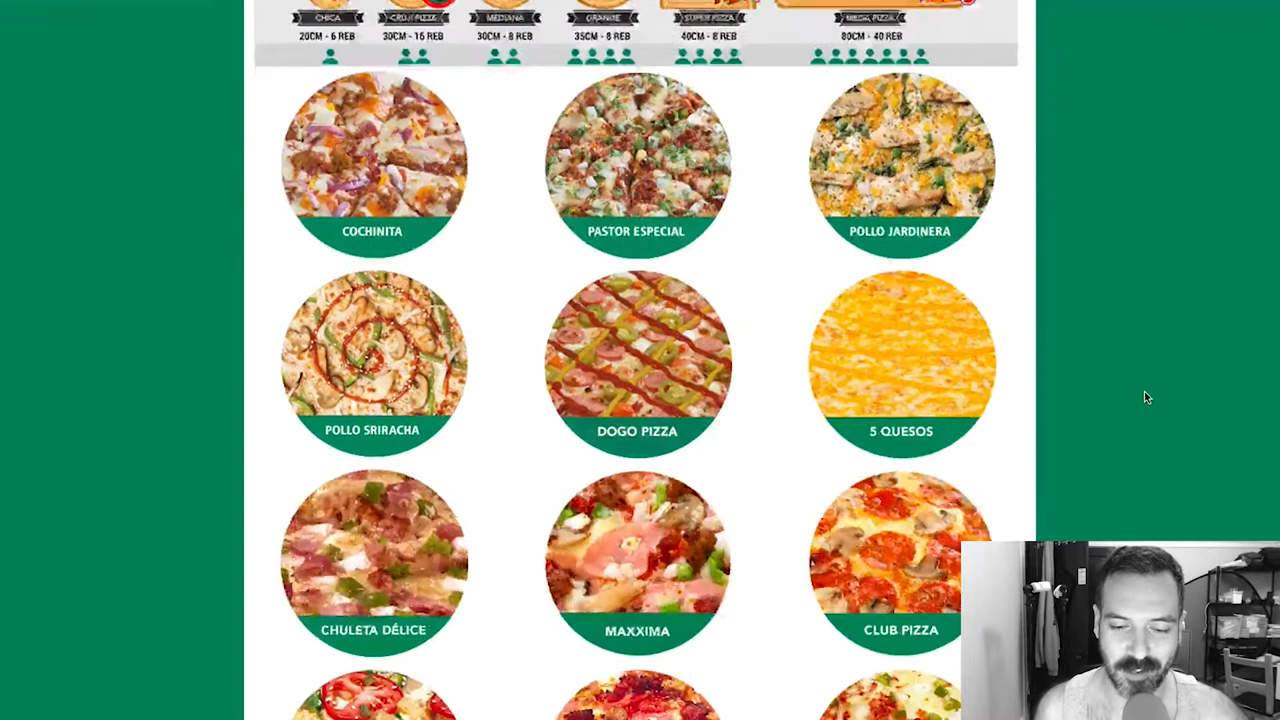 CHICA
CRUJI PIZZA
MEDIANA
GRANDE
SUPER PIZZA
MEGA PIZZA
20CM - 6 REB
30CM - 16 REB
30CM - 8 REB
35CM - 8 REB
40CM - 8 REB
80CM - 40 REB
COCHINITA
PASTOR ESPECIAL
POLLO JARDINERA
POLLO SRIRACHA
DOGO PIZZA
5 QUESOS
CHULETA DÉLICE
MAXXIMA
CLUB PIZZA